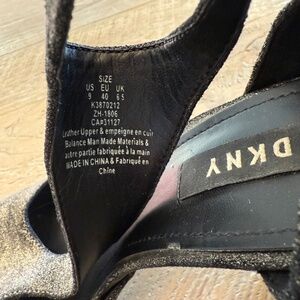 SIZE
US EU UK
9 40 6.5
K3870212
ZH-1806
CA#31127
Leather Upper & empeigne en cuir
Balance Man Made Materials &
autre partie fabriquée à la main
MADE IN CHINA & Fabriqué en
Chine
DKNY